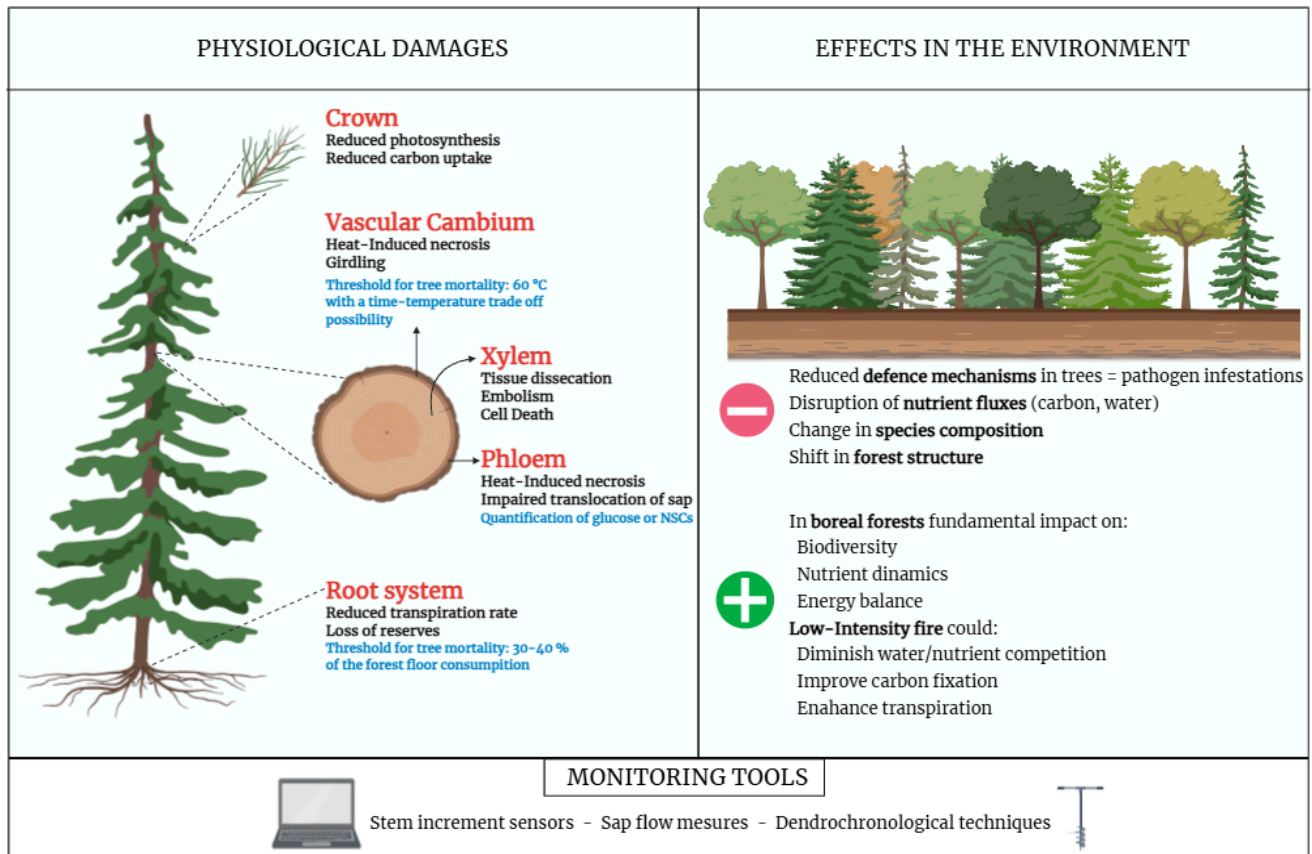 PHYSIOLOGICAL DAMAGES
EFFECTS IN THE ENVIRONMENT
Crown
Reduced photosynthesis
Reduced carbon uptake
Vascular Cambium
Heat-Induced necrosis
Girdling
Threshold for tree mortality: 60 °C
with a time-temperature trade off
possibility
Xylem
Tissue dissecation
Embolism
Cell Death
Phloem
Heat-Induced necrosis
Impaired translocation of sap
Quantification of glucose or NSCs
Root system
Reduced transpiration rate
Loss of reserves
Threshold for tree mortality: 30-40 %
of the forest floor consumpition
Reduced defence mechanisms in trees = pathogen infestations
Disruption of nutrient fluxes (carbon, water)
Change in species composition
Shift in forest structure
In boreal forests fundamental impact on:
Biodiversity
Nutrient dinamics
Energy balance
Low-Intensity fire could:
Diminish water/nutrient competition
Improve carbon fixation
Enahance transpiration
MONITORING TOOLS
Stem increment sensors - Sap flow mesures - Dendrochronological techniques